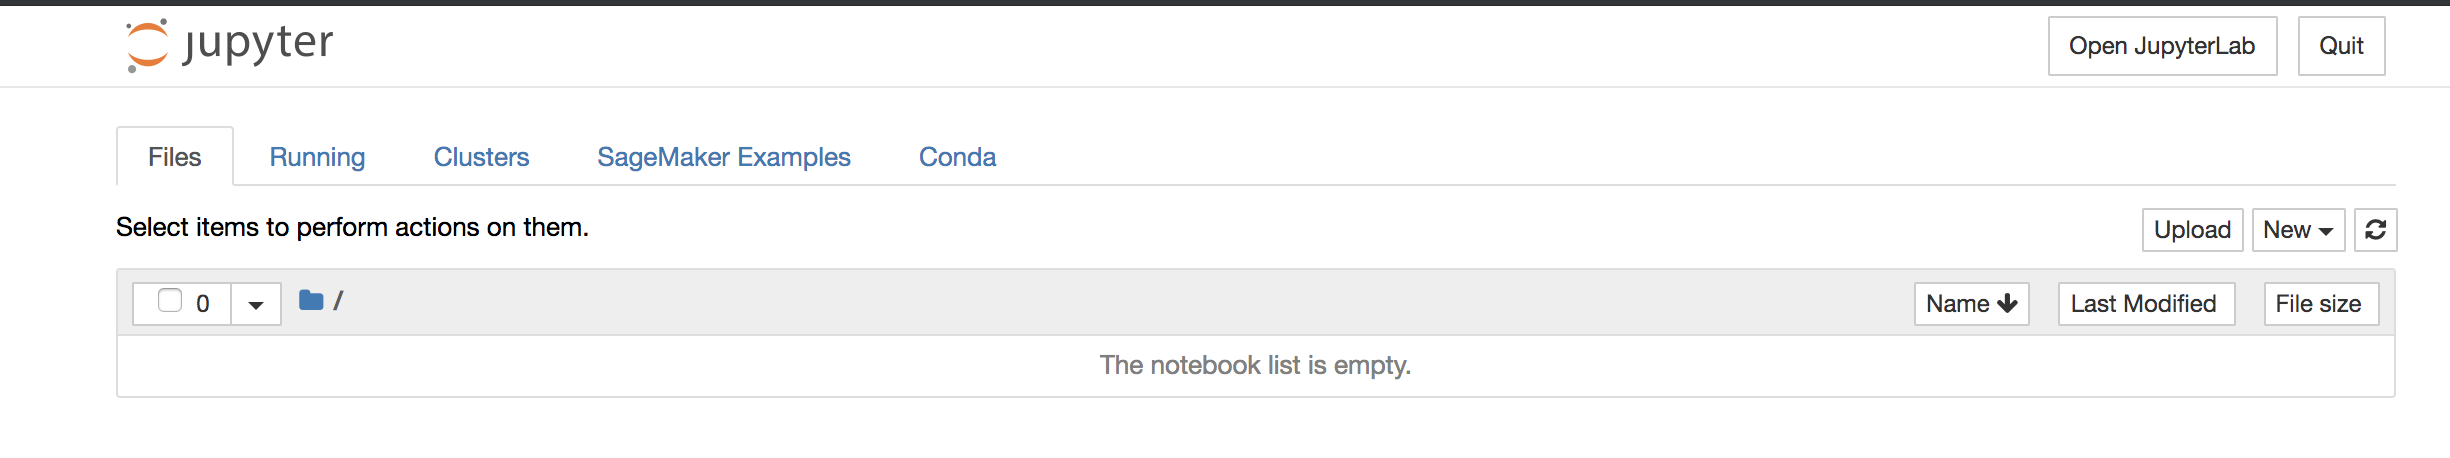 jupyter
Open JupyterLab
Quit
Files
Running
Clusters
SageMaker Examples
Conda
Select items to perform actions on them.
Upload
New
0
/
Name
Last Modified
File size
The notebook list is empty.